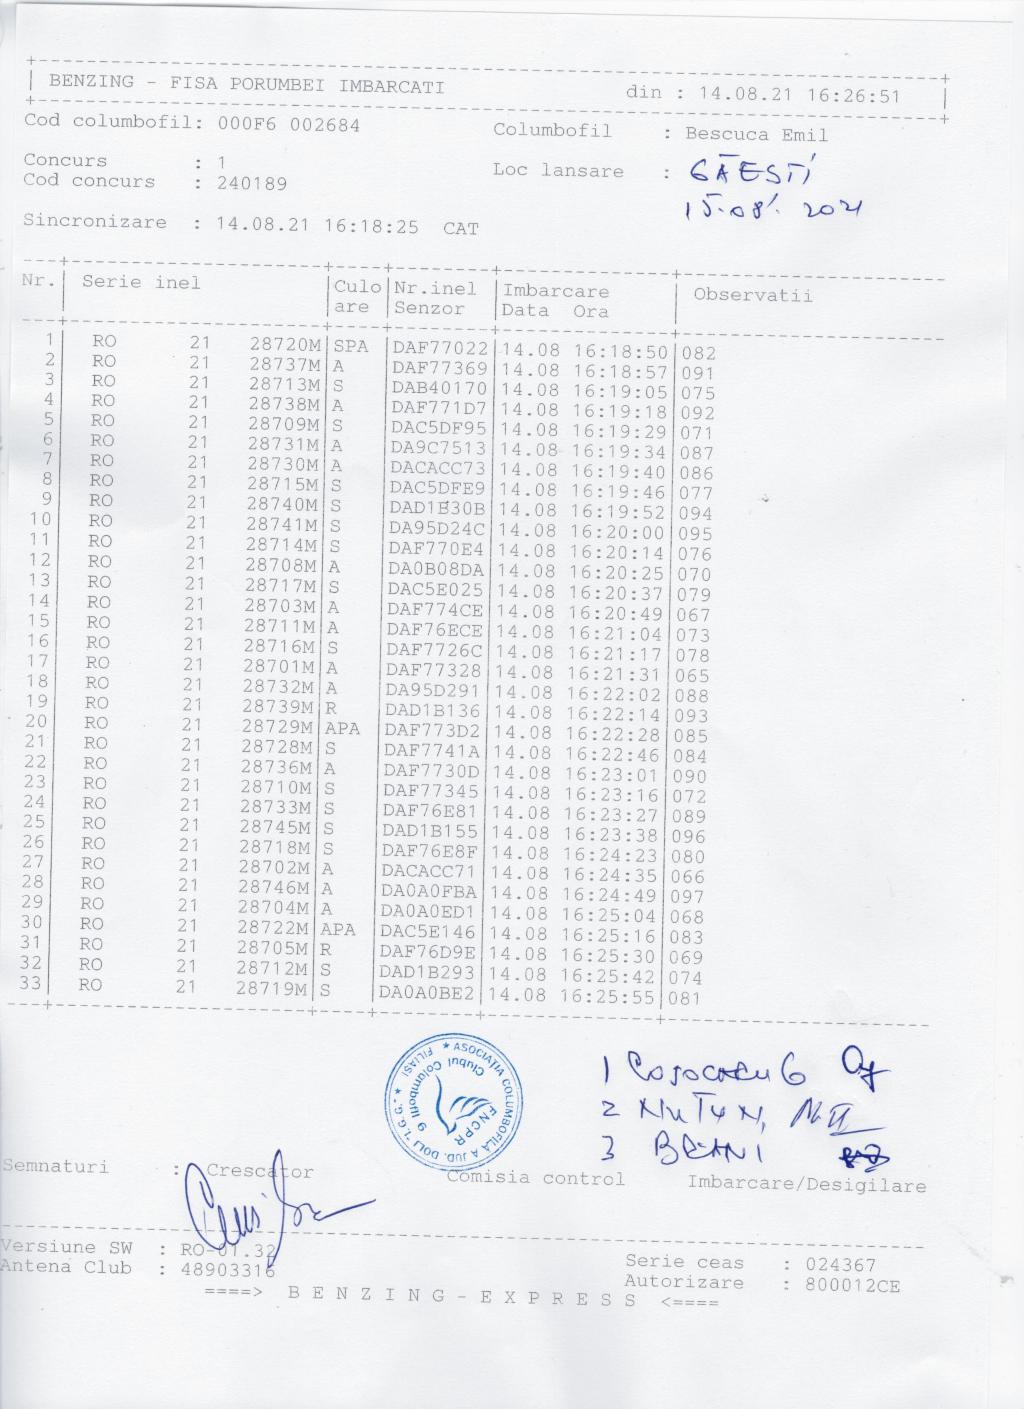 BENZING - FISA PORUMBEI IMBARCATI din : 14.08.21 16:26:51
Cod columbofil: 000F6 002684 Columbofil : Bescuca Emil
Concurs : 1 Loc lansare : GĂESTI
Cod concurs : 240189 15.08. 2021
Sincronizare : 14.08.21 16:18:25 CAT
Nr. Serie inel Culo Nr.inel Imbarcare Observatii
are Senzor Data Ora
1 RO 21 28720M SPA DAF77022 14.08 16:18:50 082
2 RO 21 28737M A DAF77369 14.08 16:18:57 091
3 RO 21 28713M S DAB40170 14.08 16:19:05 075
4 RO 21 28738M A DAF771D7 14.08 16:19:18 092
5 RO 21 28709M S DAC5DF95 14.08 16:19:29 071
6 RO 21 28731M A DA9C7513 14.08 16:19:34 087
7 RO 21 28730M A DACACC73 14.08 16:19:40 086
8 RO 21 28715M S DAC5DFE9 14.08 16:19:46 077
9 RO 21 28740M S DAD1B30B 14.08 16:19:52 094
10 RO 21 28741M S DA95D24C 14.08 16:20:00 095
11 RO 21 28714M S DAF770E4 14.08 16:20:14 076
12 RO 21 28708M A DA0B08DA 14.08 16:20:25 070
13 RO 21 28717M S DAC5E025 14.08 16:20:37 079
14 RO 21 28703M A DAF774CE 14.08 16:20:49 067
15 RO 21 28711M A DAF76ECE 14.08 16:21:04 073
16 RO 21 28716M S DAF7726C 14.08 16:21:17 078
17 RO 21 28701M A DAF77328 14.08 16:21:31 065
18 RO 21 28732M A DA95D291 14.08 16:22:02 088
19 RO 21 28739M R DAD1B136 14.08 16:22:14 093
20 RO 21 28729M APA DAF773D2 14.08 16:22:28 085
21 RO 21 28728M S DAF7741A 14.08 16:22:46 084
22 RO 21 28736M A DAF7730D 14.08 16:23:01 090
23 RO 21 28710M S DAF77345 14.08 16:23:16 072
24 RO 21 28733M S DAF76E81 14.08 16:23:27 089
25 RO 21 28745M S DAD1B155 14.08 16:23:38 096
26 RO 21 28718M S DAF76E8F 14.08 16:24:23 080
27 RO 21 28702M A DACACC71 14.08 16:24:35 066
28 RO 21 28746M A DA0A0FBA 14.08 16:24:49 097
29 RO 21 28704M A DA0A0ED1 14.08 16:25:04 068
30 RO 21 28722M APA DAC5E146 14.08 16:25:16 083
31 RO 21 28705M R DAF76D9E 14.08 16:25:30 069
32 RO 21 28712M S DAD1B293 14.08 16:25:42 074
33 RO 21 28719M S DA0A0BE2 14.08 16:25:55 081
ASOCIAȚIA COLUMBOFILA A JUD. DOLJ "I.G.G." ★ FILIASI ★
Clubul Columbofil 9
FNCPR
1 Cojocaru G
2
3 BEANI
Semnaturi : Crescator Comisia control Imbarcare/Desigilare
Versiune SW : RO-01.32 Serie ceas : 024367
Antena Club : 48903316 Autorizare : 800012CE
====> B E N Z I N G - E X P R E S S <====